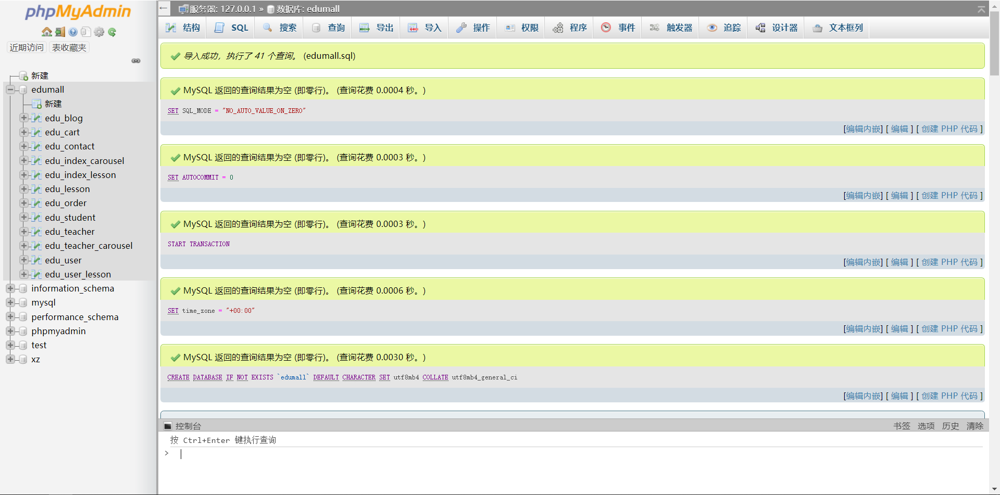 phpMyAdmin
近期访问 表收藏夹
新建
edumall
新建
edu_blog
edu_cart
edu_contact
edu_index_carousel
edu_index_lesson
edu_lesson
edu_order
edu_student
edu_teacher
edu_teacher_carousel
edu_user
edu_user_lesson
information_schema
mysql
performance_schema
phpmyadmin
test
xz
服务器: 127.0.0.1 » 数据库: edumall
结构 SQL 搜索 查询 导出 导入 操作 权限 程序 事件 触发器 追踪 设计器 文本框列
导入成功，执行了 41 个查询。 (edumall.sql)
MySQL 返回的查询结果为空 (即零行)。 (查询花费 0.0004 秒。)
SET SQL_MODE = "NO_AUTO_VALUE_ON_ZERO"
[编辑内嵌] [ 编辑 ] [ 创建 PHP 代码 ]
MySQL 返回的查询结果为空 (即零行)。 (查询花费 0.0003 秒。)
SET AUTOCOMMIT = 0
[编辑内嵌] [ 编辑 ] [ 创建 PHP 代码 ]
MySQL 返回的查询结果为空 (即零行)。 (查询花费 0.0003 秒。)
START TRANSACTION
[编辑内嵌] [ 编辑 ] [ 创建 PHP 代码 ]
MySQL 返回的查询结果为空 (即零行)。 (查询花费 0.0006 秒。)
SET time_zone = "+00:00"
[编辑内嵌] [ 编辑 ] [ 创建 PHP 代码 ]
MySQL 返回的查询结果为空 (即零行)。 (查询花费 0.0030 秒。)
CREATE DATABASE IF NOT EXISTS `edumall` DEFAULT CHARACTER SET utf8mb4 COLLATE utf8mb4_general_ci
[编辑内嵌] [ 编辑 ] [ 创建 PHP 代码 ]
控制台 书签 选项 历史 清除
按 Ctrl+Enter 键执行查询
>